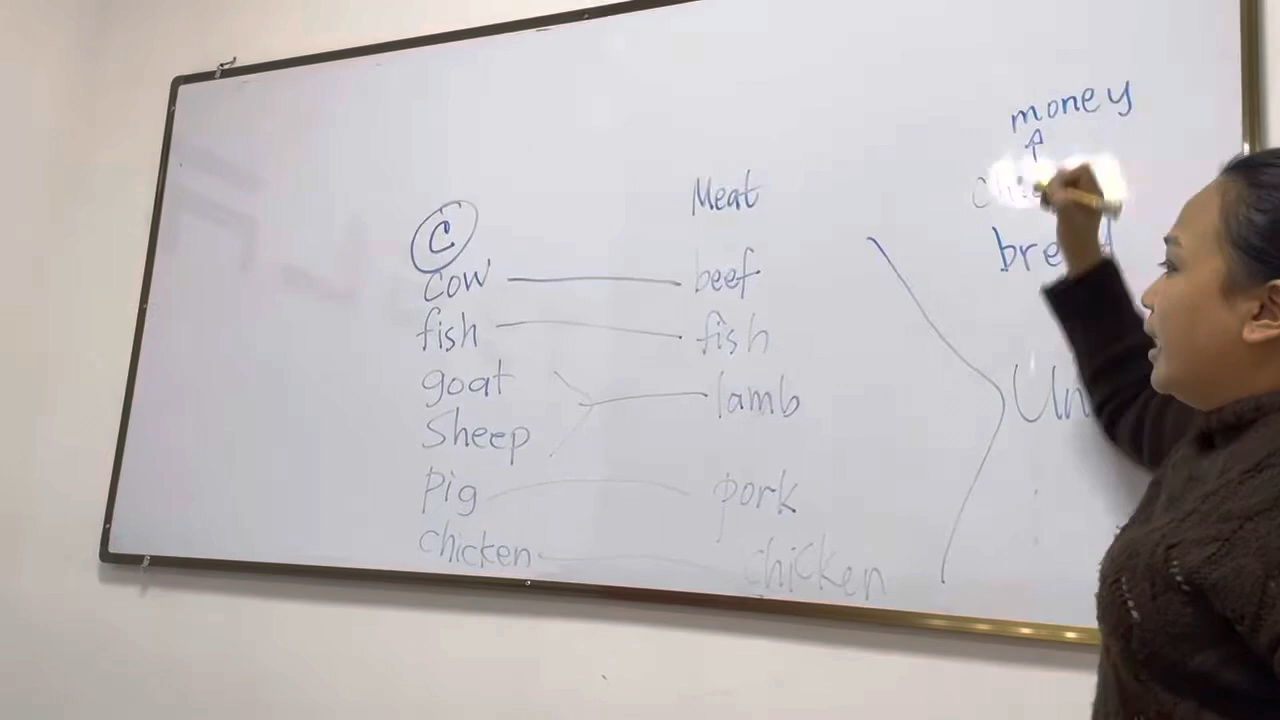 money
Meat
C
cow beef
fish fish
goat lamb
Sheep
pig pork
chicken chicken